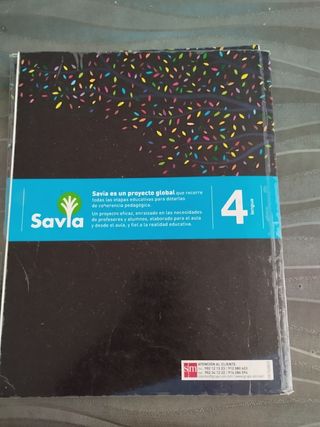 Savia
Savia es un proyecto global que recorre
todas las etapas educativas para dotarlas
de coherencia pedagógica.
Un proyecto eficaz, enraizado en las necesidades
de profesores y alumnos, elaborado para el aula
y desde el aula, y fiel a la realidad educativa.
4
lengua
sm
ATENCIÓN AL CLIENTE